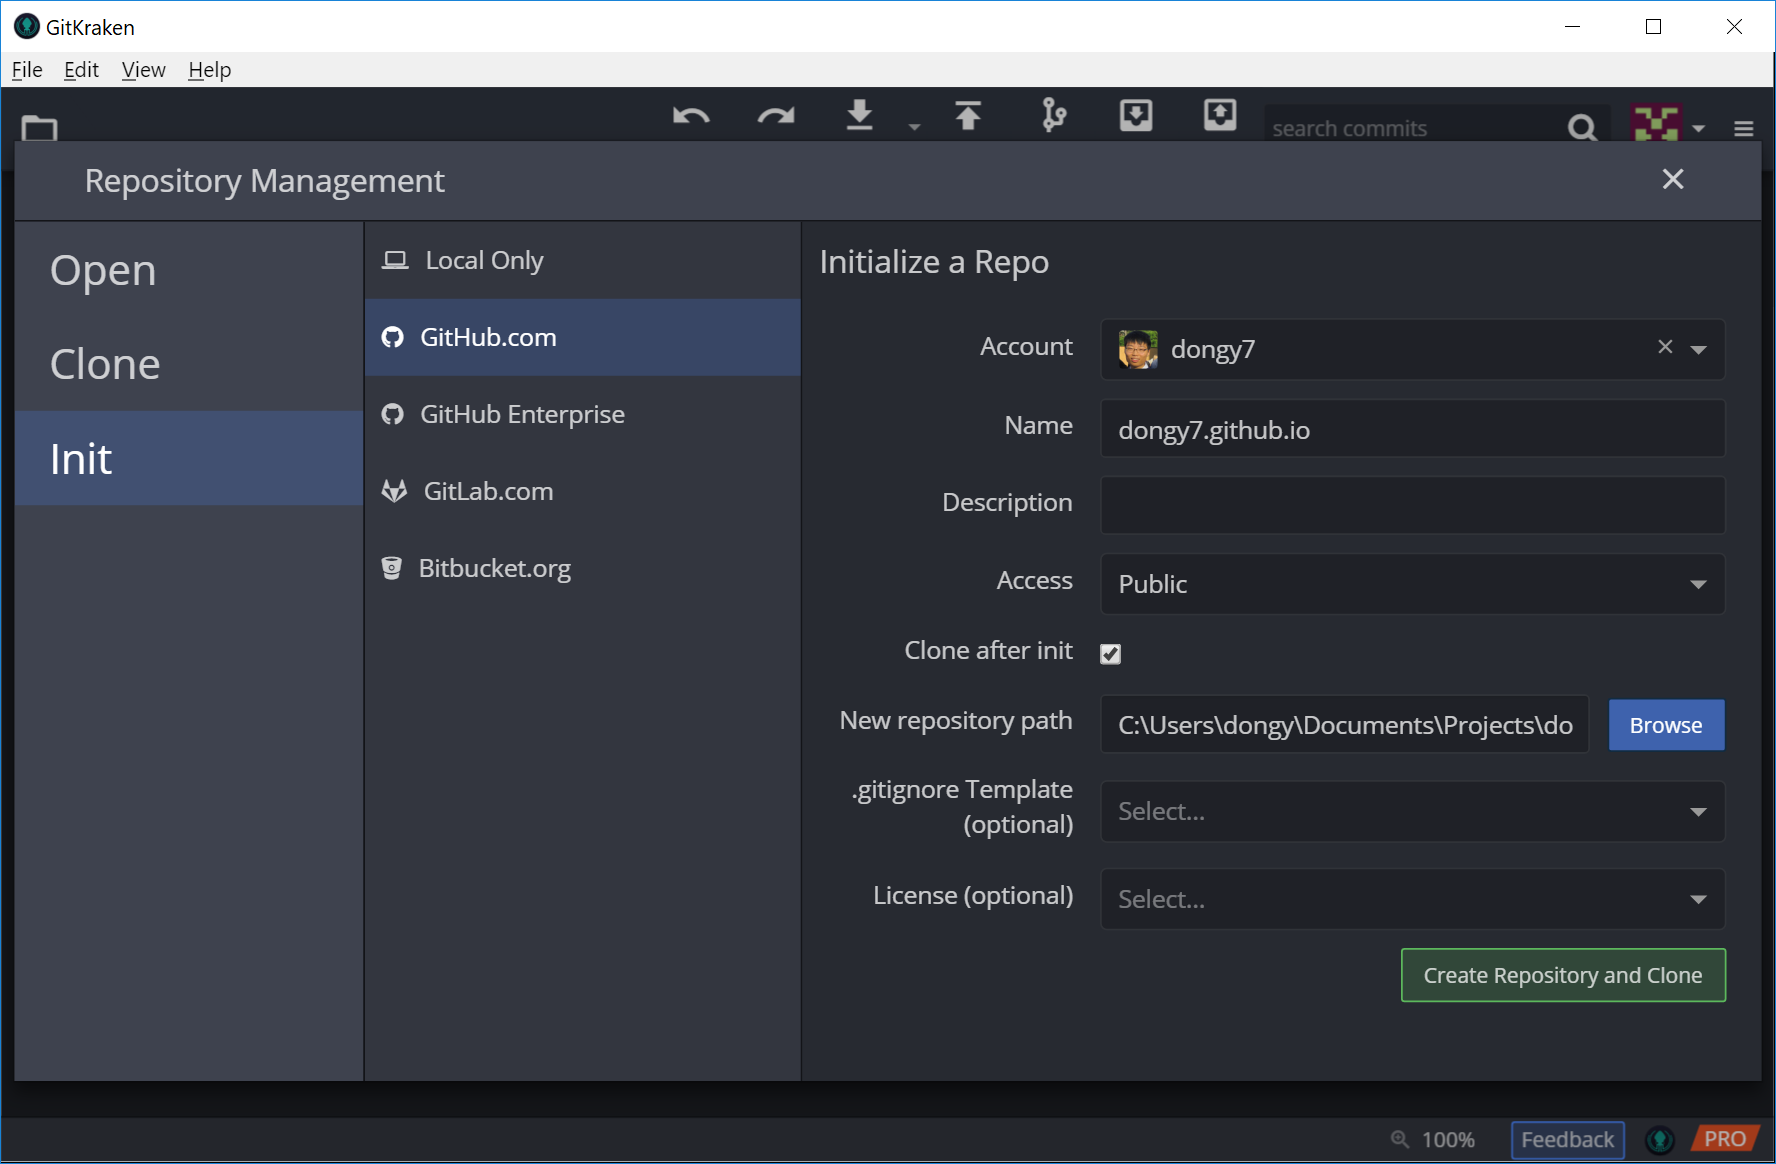 GitKraken
File Edit View Help
search commits
Repository Management
Open
Clone
Init
Local Only
GitHub.com
GitHub Enterprise
GitLab.com
Bitbucket.org
Initialize a Repo
Account dongy7
Name dongy7.github.io
Description
Access Public
Clone after init
New repository path C:\Users\dongy\Documents\Projects\do Browse
.gitignore Template
(optional) Select...
License (optional) Select...
Create Repository and Clone
100% Feedback PRO